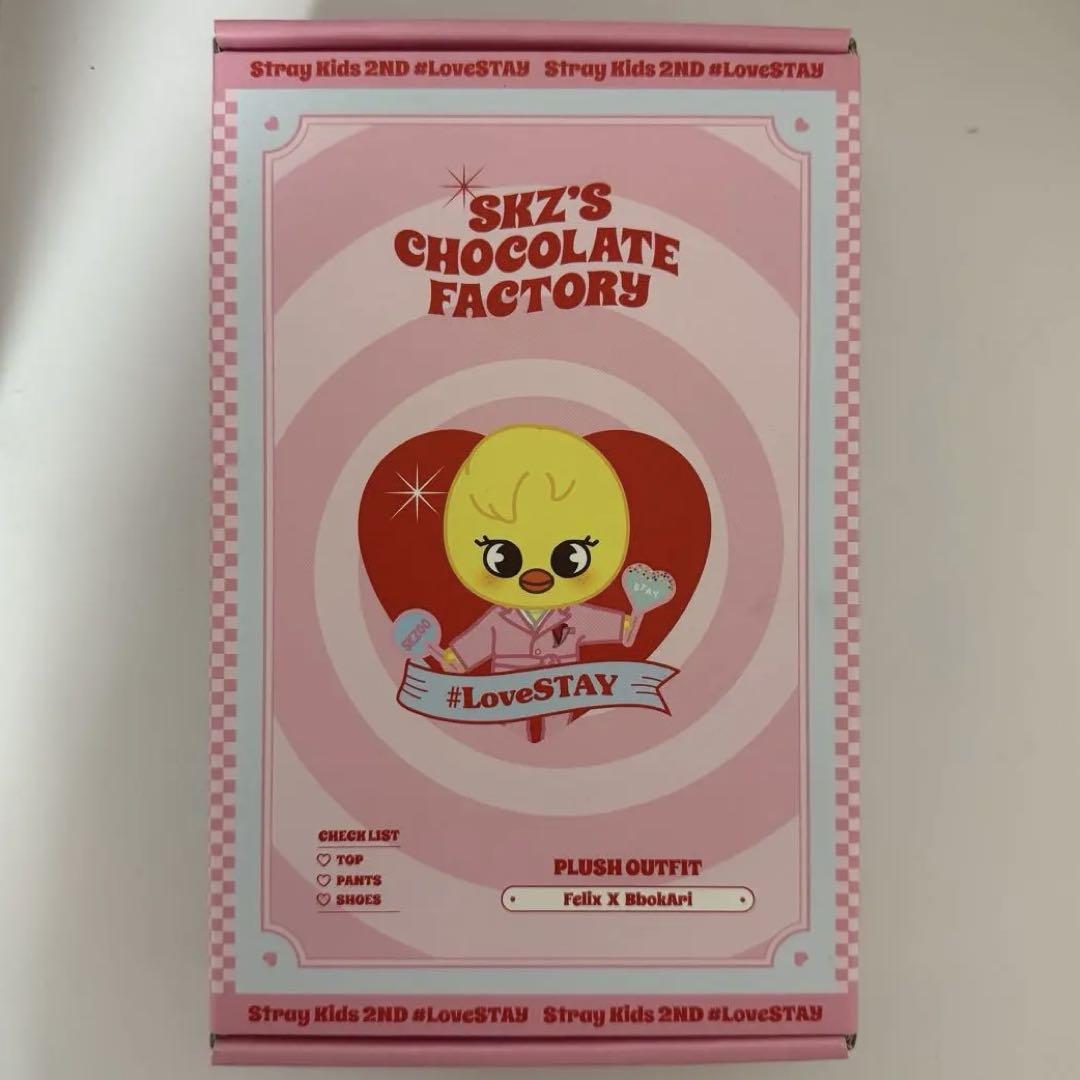 Stray Kids 2ND #LoveSTAY Stray Kids 2ND #LoveSTAY
SKZ'S
CHOCOLATE
FACTORY
STAY
SKZOO
#LoveSTAY
CHECK LIST
TOP
PANTS
SHOES
PLUSH OUTFIT
Felix X BbokAri
Stray Kids 2ND #LoveSTAY Stray Kids 2ND #LoveSTAY